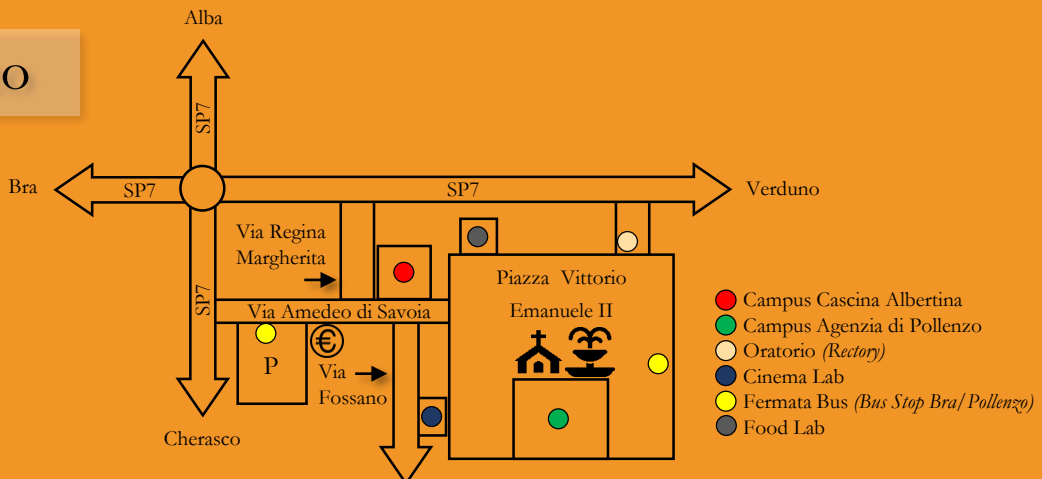 Alba
O
SP7
Bra
SP7
SP7
Verduno
Via Regina
Margherita
Piazza Vittorio
Emanuele II
SP7
Via Amedeo di Savoia
€
P
Via
Fossano
Cherasco
Campus Cascina Albertina
Campus Agenzia di Pollenzo
Oratorio (Rectory)
Cinema Lab
Fermata Bus (Bus Stop Bra/Pollenzo)
Food Lab